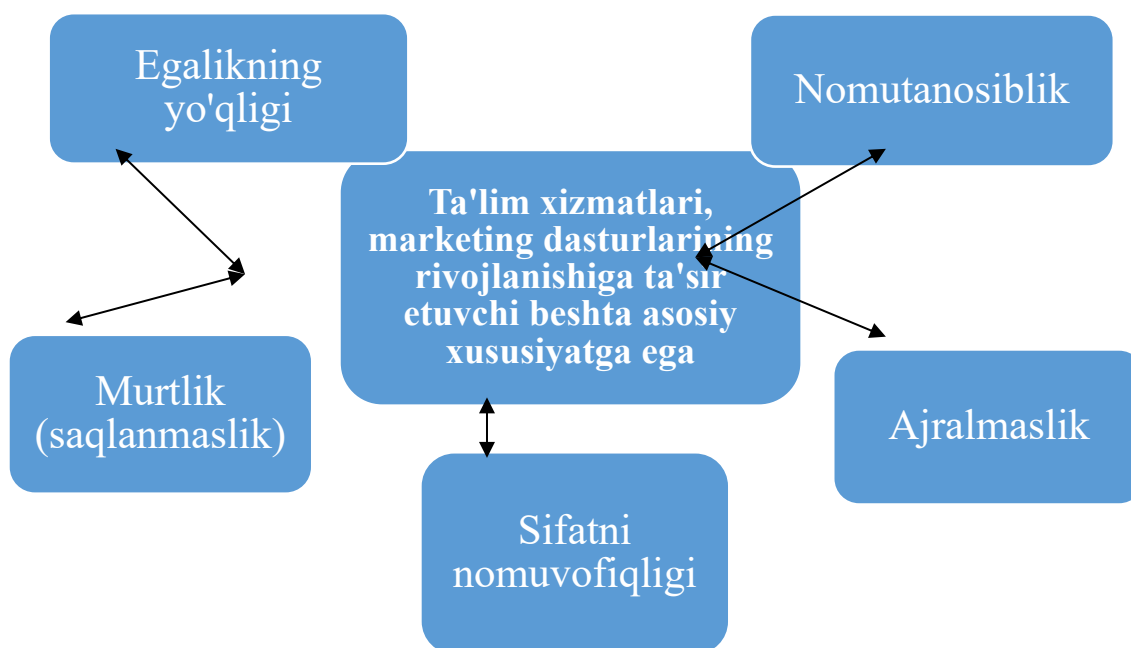 Egalikning
yo'qligi
Nomutanosiblik
Ta'lim xizmatlari,
marketing dasturlarining
rivojlanishiga ta'sir
etuvchi beshta asosiy
xususiyatga ega
Murtlik
(saqlanmaslik)
Ajralmaslik
Sifatni
nomuvofiqligi